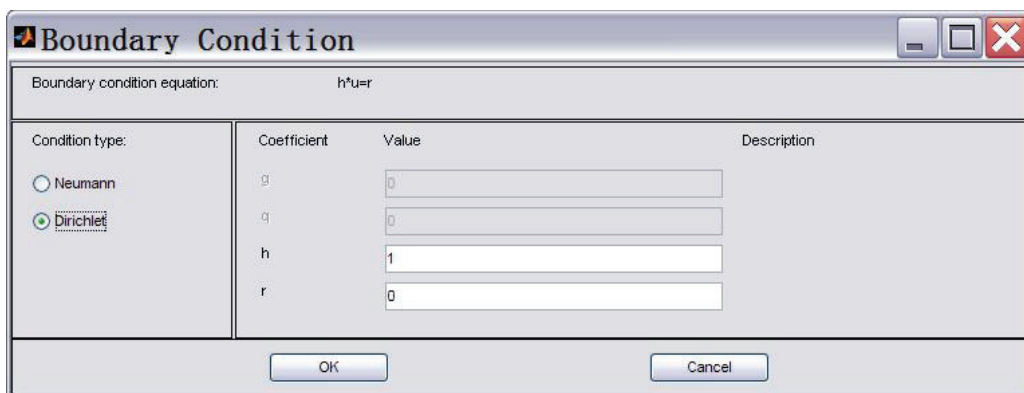 Boundary Condition
Boundary condition equation: h*u=r
Condition type: Coefficient Value Description
Neumann g 0
Dirichlet q 0
h 1
r 0
OK Cancel